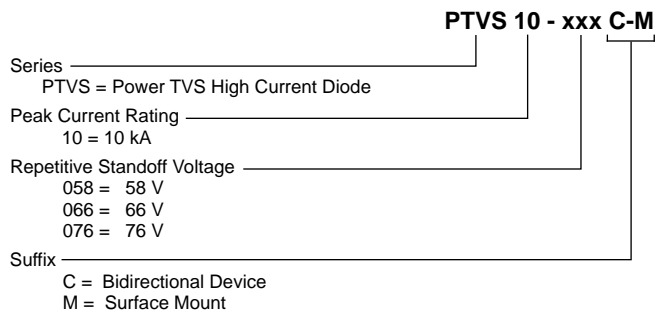 PTVS 10 - xxx C-M
Series
PTVS = Power TVS High Current Diode
Peak Current Rating
10 = 10 kA
Repetitive Standoff Voltage
058 = 58 V
066 = 66 V
076 = 76 V
Suffix
C = Bidirectional Device
M = Surface Mount